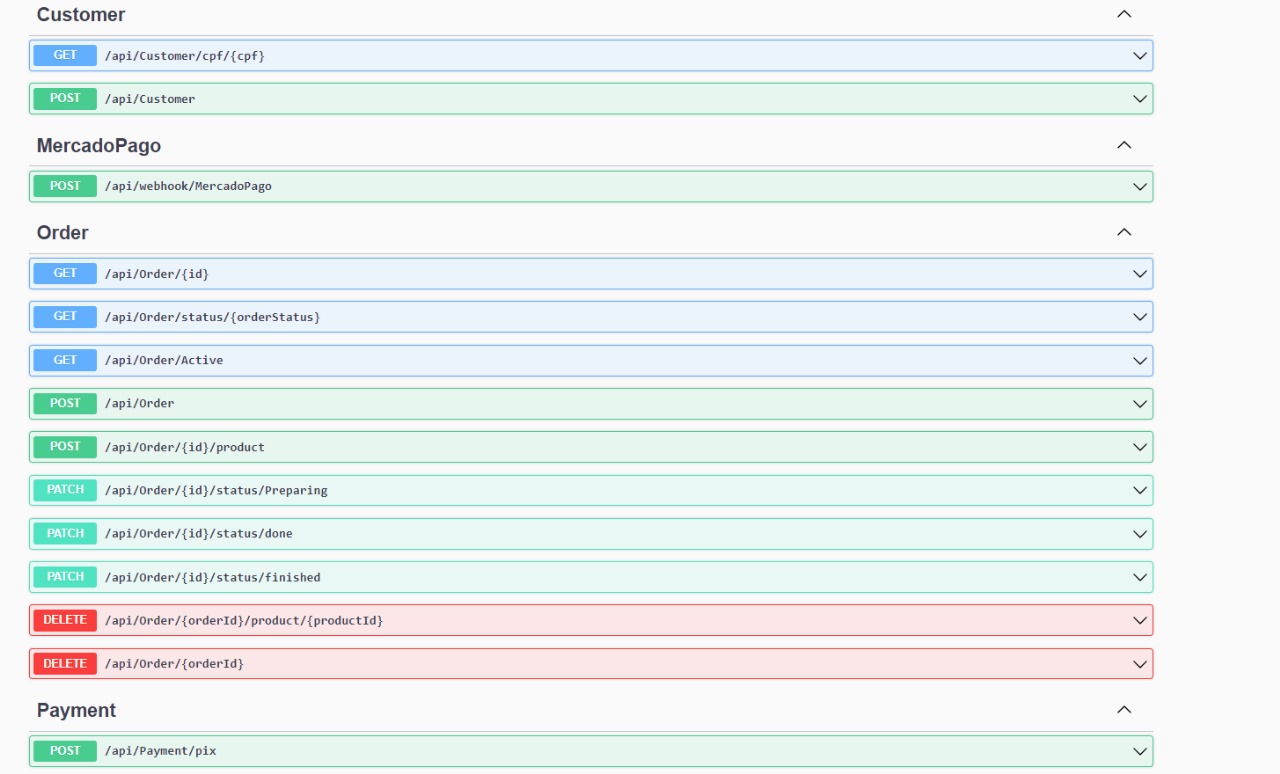 Customer
GET /api/Customer/cpf/{cpf}
POST /api/Customer
MercadoPago
POST /api/webhook/MercadoPago
Order
GET /api/Order/{id}
GET /api/Order/status/{orderStatus}
GET /api/Order/Active
POST /api/Order
POST /api/Order/{id}/product
PATCH /api/Order/{id}/status/Preparing
PATCH /api/Order/{id}/status/done
PATCH /api/Order/{id}/status/finished
DELETE /api/Order/{orderId}/product/{productId}
DELETE /api/Order/{orderId}
Payment
POST /api/Payment/pix